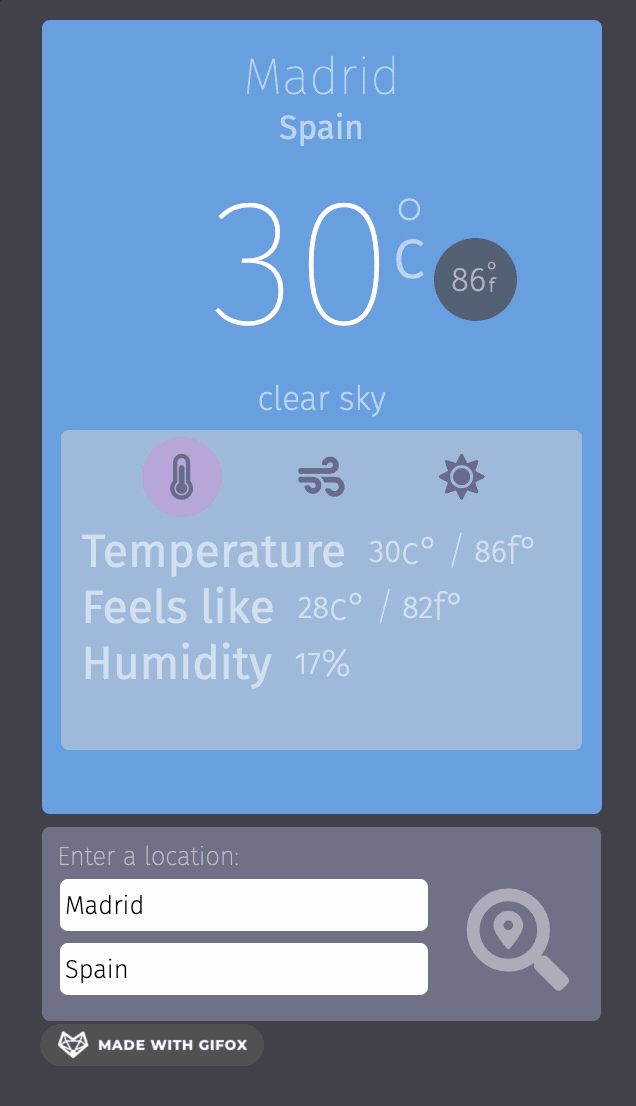 Madrid
Spain
30°c 86°f
clear sky
Temperature 30c° / 86f°
Feels like 28c° / 82f°
Humidity 17%
Enter a location:
Madrid
Spain
MADE WITH GIFOX